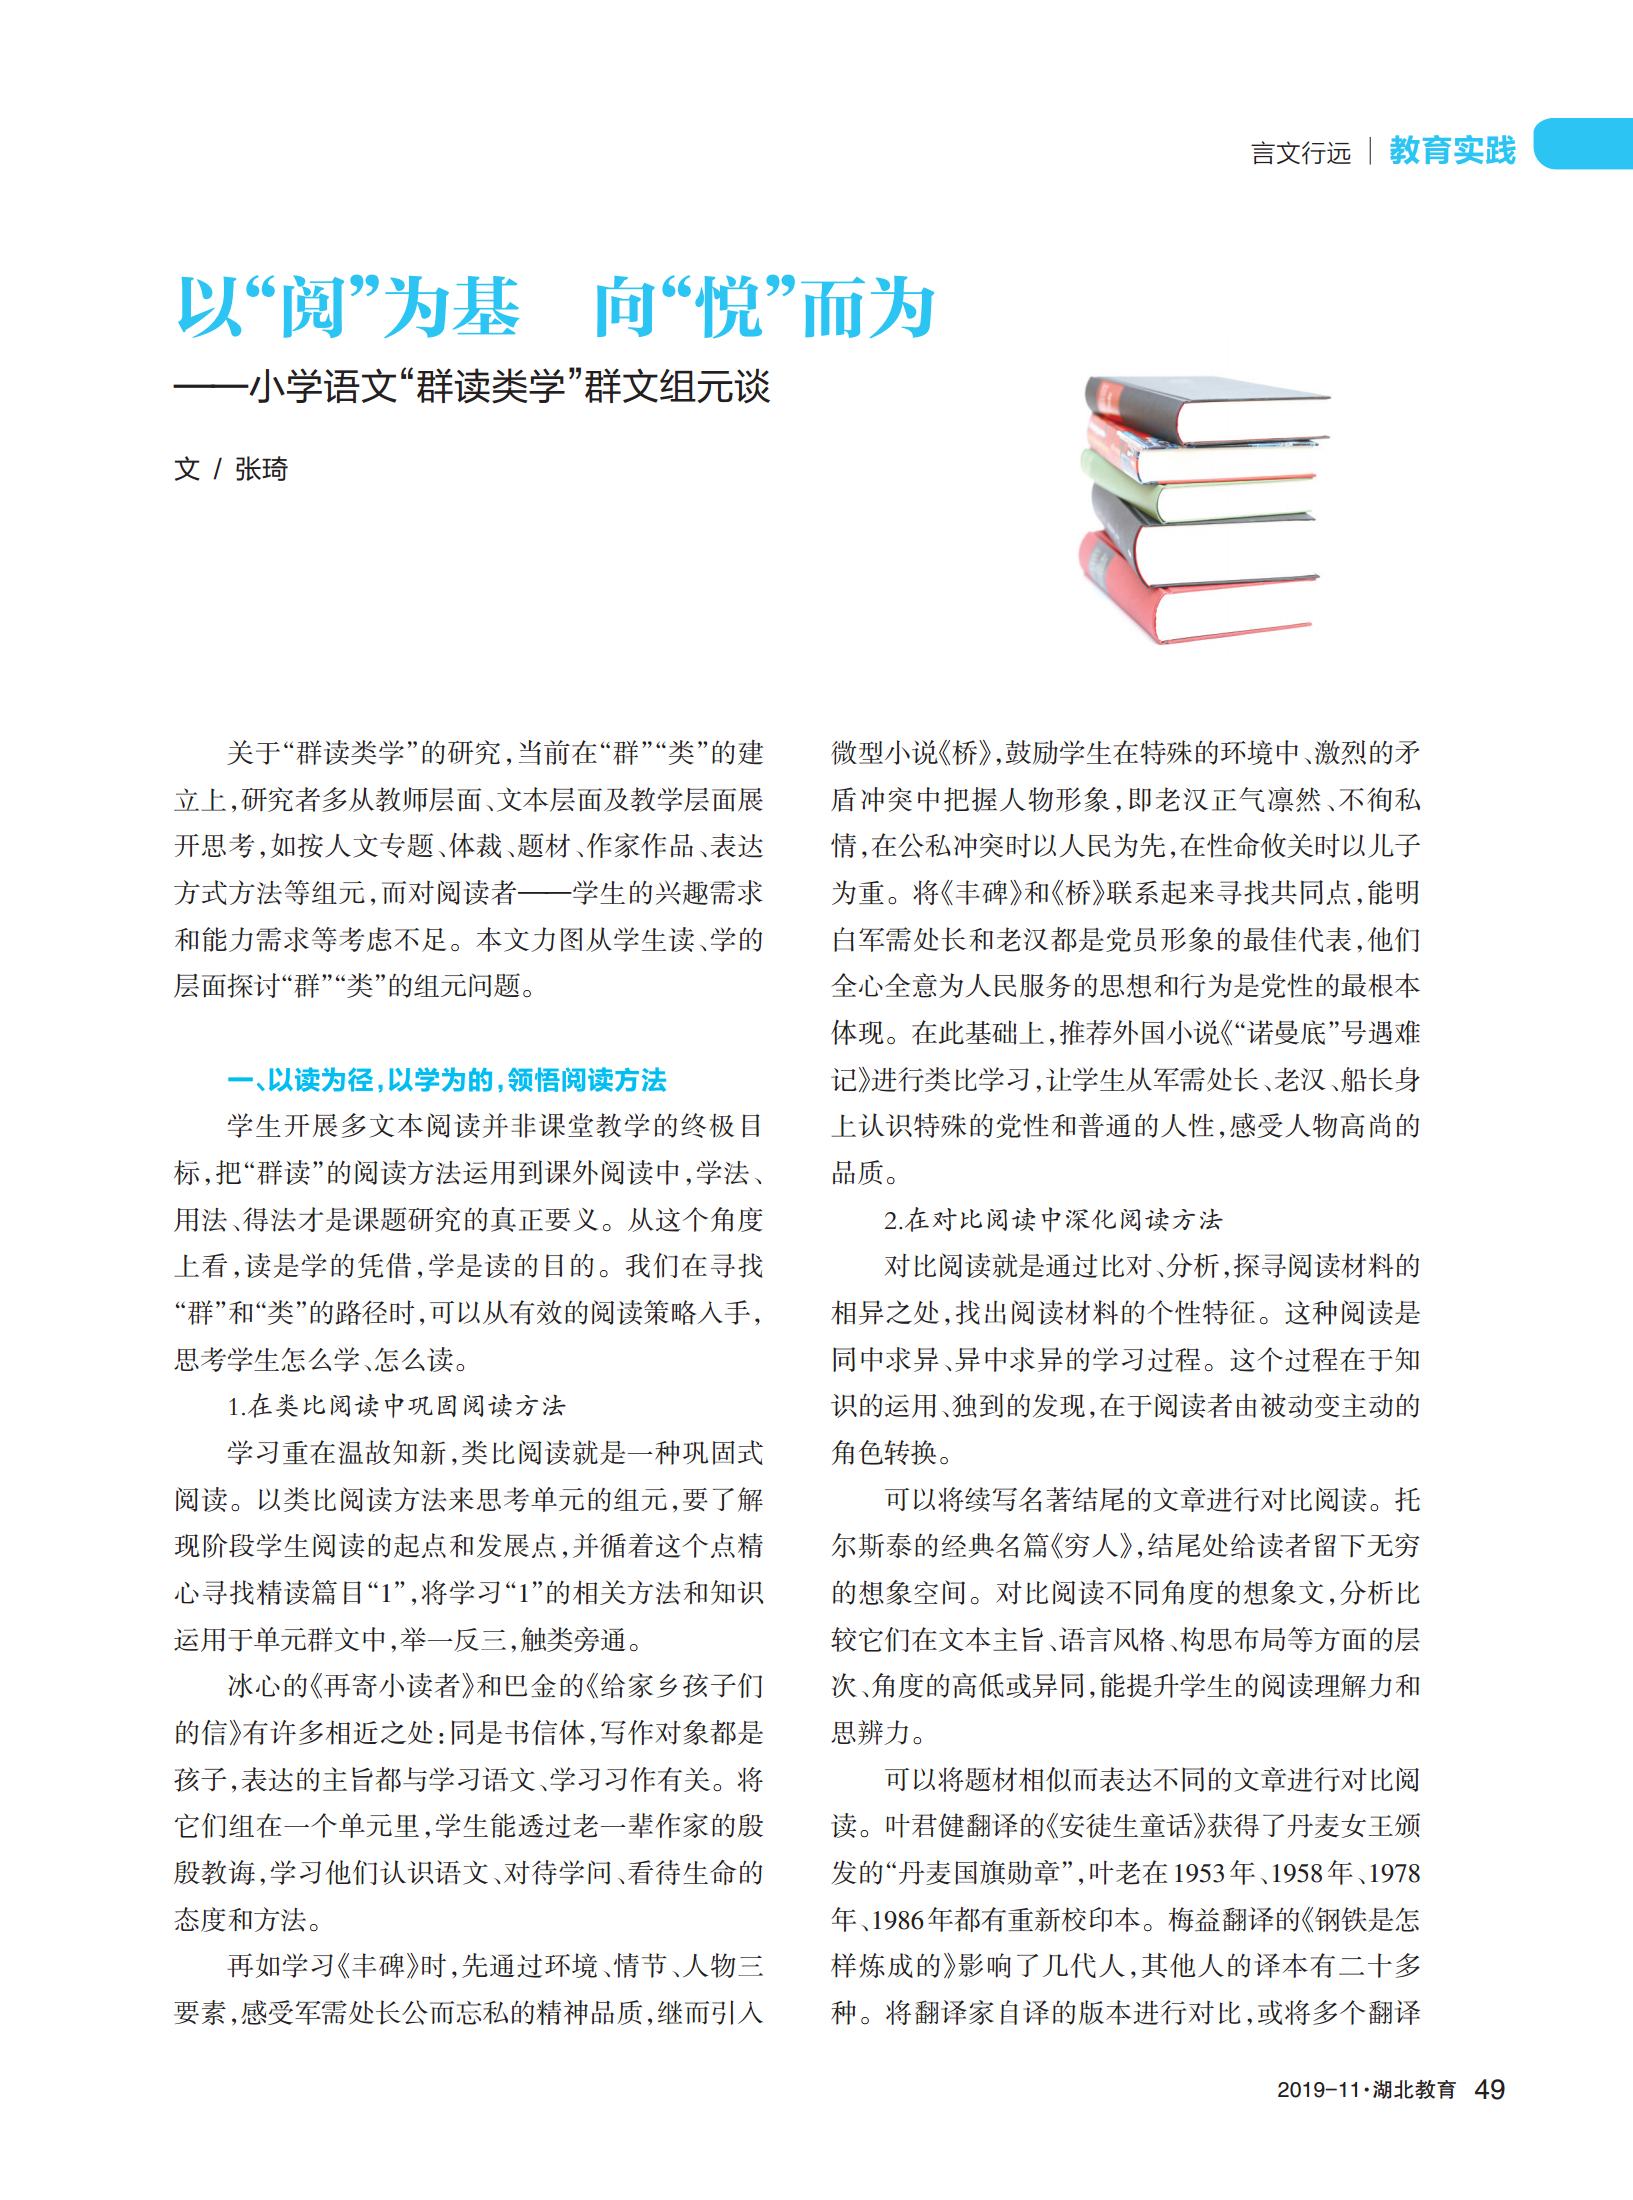 言文行远 | 教育实践
以“阅”为基　向“悦”而为
——小学语文“群读类学”群文组元谈
文 / 张琦
关于“群读类学”的研究,当前在“群”“类”的建
立上,研究者多从教师层面、文本层面及教学层面展
开思考,如按人文专题、体裁、题材、作家作品、表达
方式方法等组元,而对阅读者——学生的兴趣需求
和能力需求等考虑不足。本文力图从学生读、学的
层面探讨“群”“类”的组元问题。
一、以读为径,以学为的,领悟阅读方法
学生开展多文本阅读并非课堂教学的终极目
标,把“群读”的阅读方法运用到课外阅读中,学法、
用法、得法才是课题研究的真正要义。从这个角度
上看,读是学的凭借,学是读的目的。我们在寻找
“群”和“类”的路径时,可以从有效的阅读策略入手,
思考学生怎么学、怎么读。
1.在类比阅读中巩固阅读方法
学习重在温故知新,类比阅读就是一种巩固式
阅读。以类比阅读方法来思考单元的组元,要了解
现阶段学生阅读的起点和发展点,并循着这个点精
心寻找精读篇目“1”,将学习“1”的相关方法和知识
运用于单元群文中,举一反三,触类旁通。
冰心的《再寄小读者》和巴金的《给家乡孩子们
的信》有许多相近之处:同是书信体,写作对象都是
孩子,表达的主旨都与学习语文、学习习作有关。将
它们组在一个单元里,学生能透过老一辈作家的殷
殷教诲,学习他们认识语文、对待学问、看待生命的
态度和方法。
再如学习《丰碑》时,先通过环境、情节、人物三
要素,感受军需处长公而忘私的精神品质,继而引入
微型小说《桥》,鼓励学生在特殊的环境中、激烈的矛
盾冲突中把握人物形象,即老汉正气凛然、不徇私
情,在公私冲突时以人民为先,在性命攸关时以儿子
为重。将《丰碑》和《桥》联系起来寻找共同点,能明
白军需处长和老汉都是党员形象的最佳代表,他们
全心全意为人民服务的思想和行为是党性的最根本
体现。在此基础上,推荐外国小说《“诺曼底”号遇难
记》进行类比学习,让学生从军需处长、老汉、船长身
上认识特殊的党性和普通的人性,感受人物高尚的
品质。
2.在对比阅读中深化阅读方法
对比阅读就是通过比对、分析,探寻阅读材料的
相异之处,找出阅读材料的个性特征。这种阅读是
同中求异、异中求异的学习过程。这个过程在于知
识的运用、独到的发现,在于阅读者由被动变主动的
角色转换。
可以将续写名著结尾的文章进行对比阅读。托
尔斯泰的经典名篇《穷人》,结尾处给读者留下无穷
的想象空间。对比阅读不同角度的想象文,分析比
较它们在文本主旨、语言风格、构思布局等方面的层
次、角度的高低或异同,能提升学生的阅读理解力和
思辨力。
可以将题材相似而表达不同的文章进行对比阅
读。叶君健翻译的《安徒生童话》获得了丹麦女王颁
发的“丹麦国旗勋章”,叶老在1953年、1958年、1978
年、1986年都有重新校印本。梅益翻译的《钢铁是怎
样炼成的》影响了几代人,其他人的译本有二十多
种。将翻译家自译的版本进行对比,或将多个翻译
2019-11·湖北教育 49